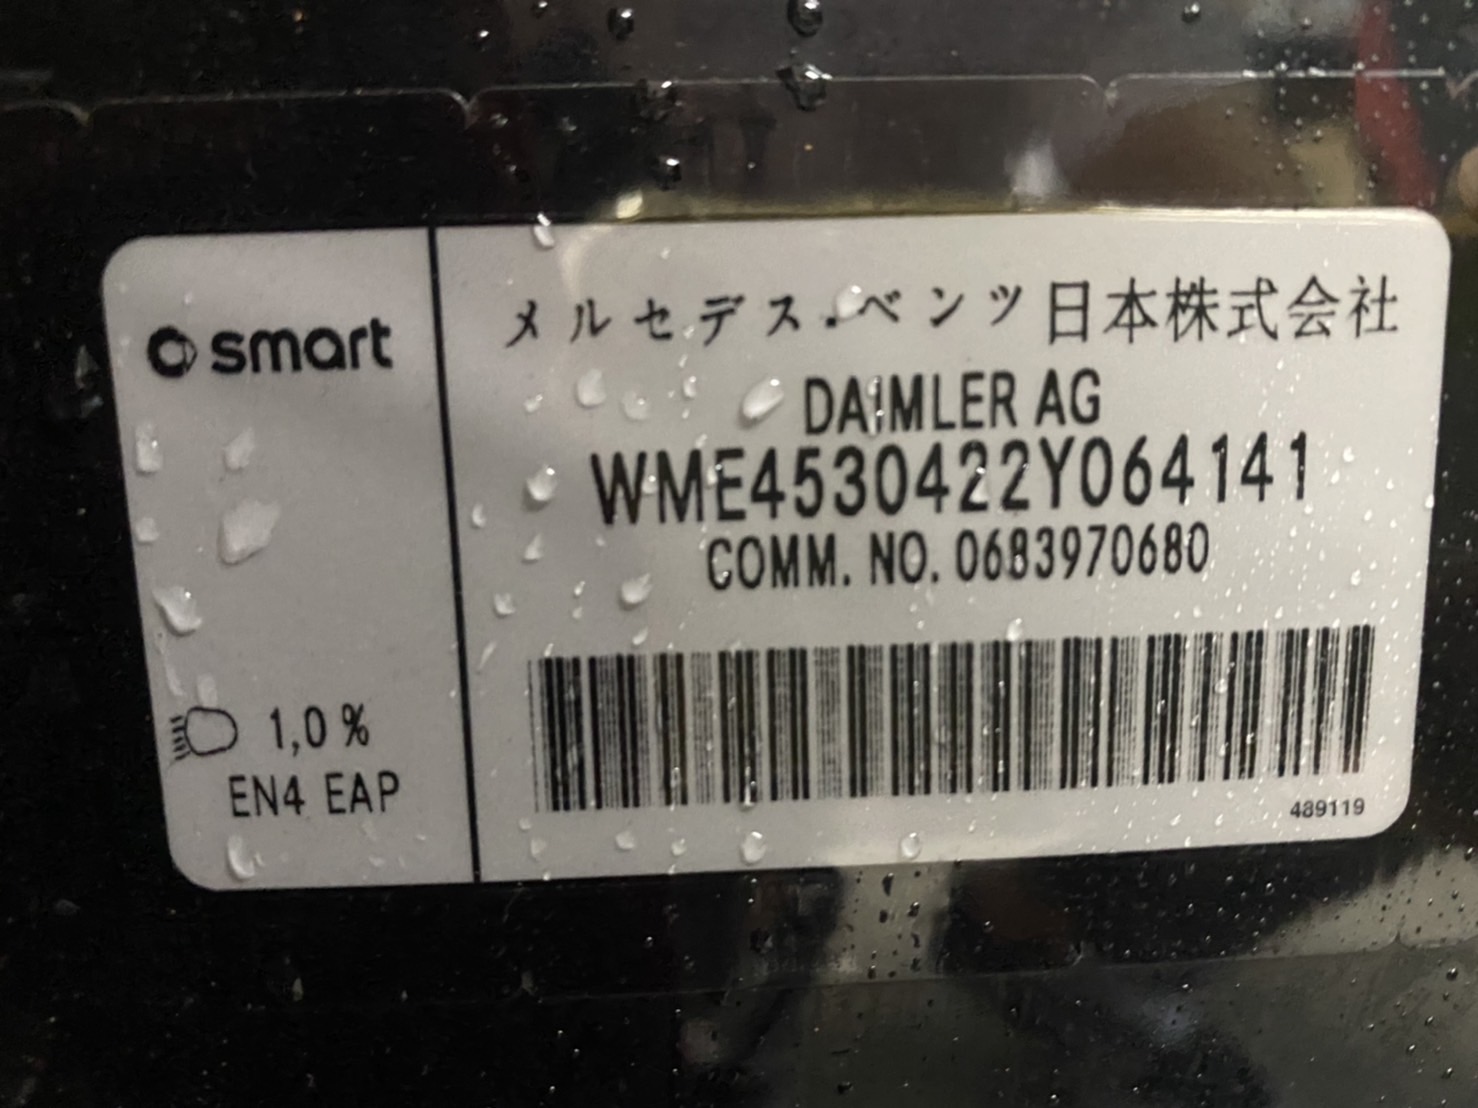 smart
メルセデス・ベンツ日本株式会社
DAIMLER AG
WME4530422Y064141
COMM. NO. 0683970680
1,0 %
EN4 EAP
489119